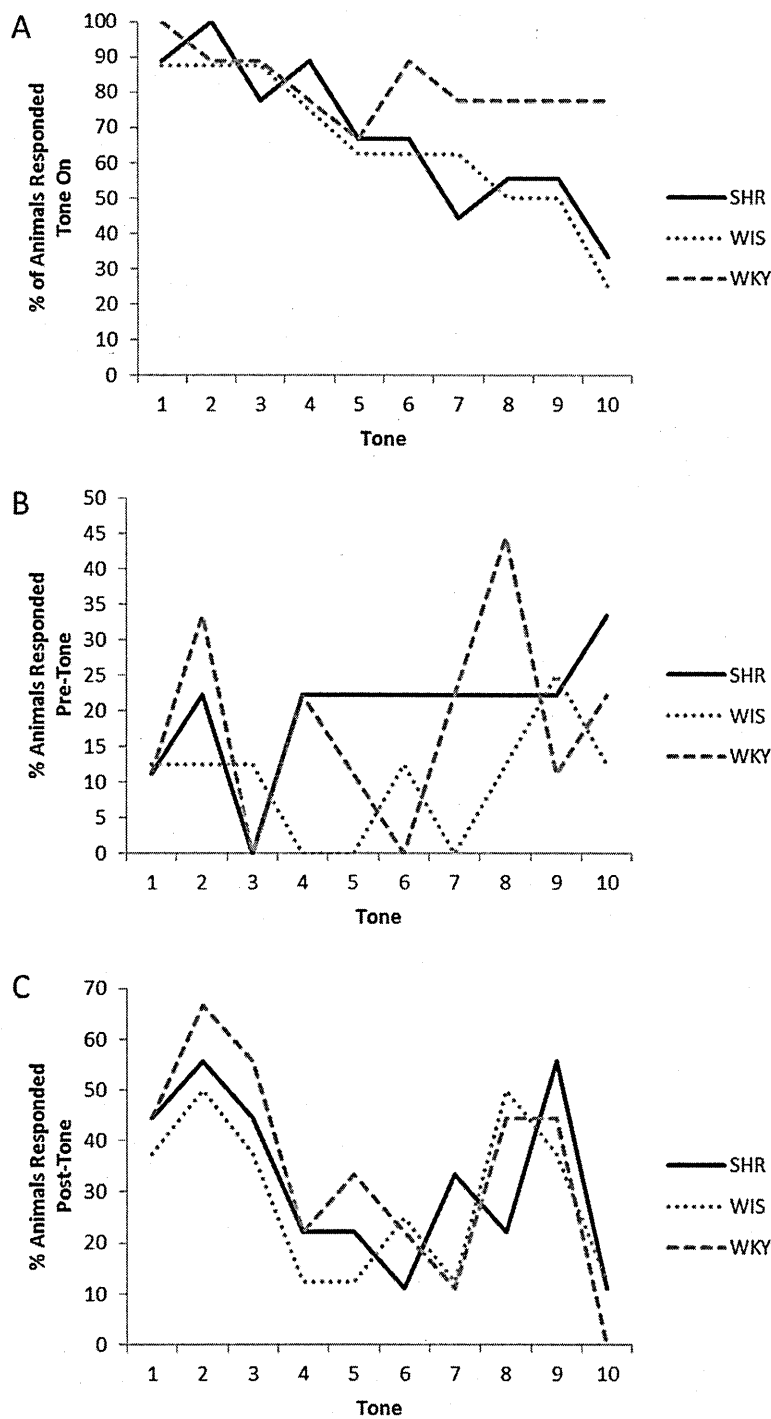 A
% of Animals Responded
Tone On
100
90
80
70
60
50
40
30
20
10
0
1 2 3 4 5 6 7 8 9 10
Tone
SHR
WIS
WKY
B
% Animals Responded
Pre-Tone
50
45
40
35
30
25
20
15
10
5
0
1 2 3 4 5 6 7 8 9 10
Tone
SHR
WIS
WKY
C
% Animals Responded
Post-Tone
70
60
50
40
30
20
10
0
1 2 3 4 5 6 7 8 9 10
Tone
SHR
WIS
WKY